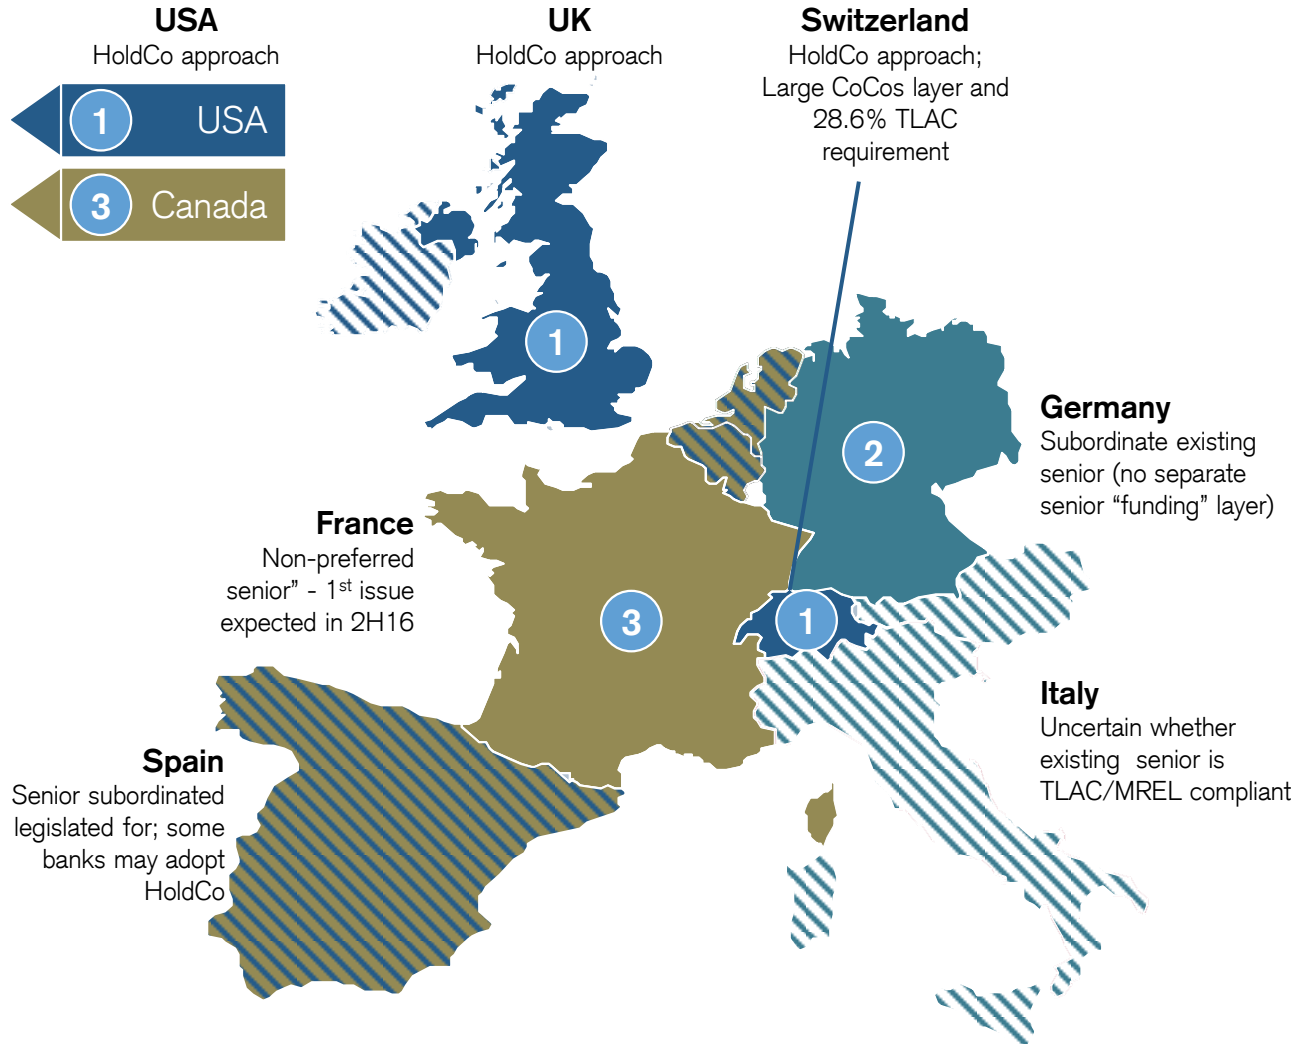 USA
HoldCo approach
1 USA
3 Canada
UK
HoldCo approach
Switzerland
HoldCo approach;
Large CoCos layer and
28.6% TLAC
requirement
1
2
Germany
Subordinate existing
senior (no separate
senior “funding” layer)
France
Non-preferred
senior” - 1st issue
expected in 2H16
3
1
Italy
Uncertain whether
existing senior is
TLAC/MREL compliant
Spain
Senior subordinated
legislated for; some
banks may adopt
HoldCo